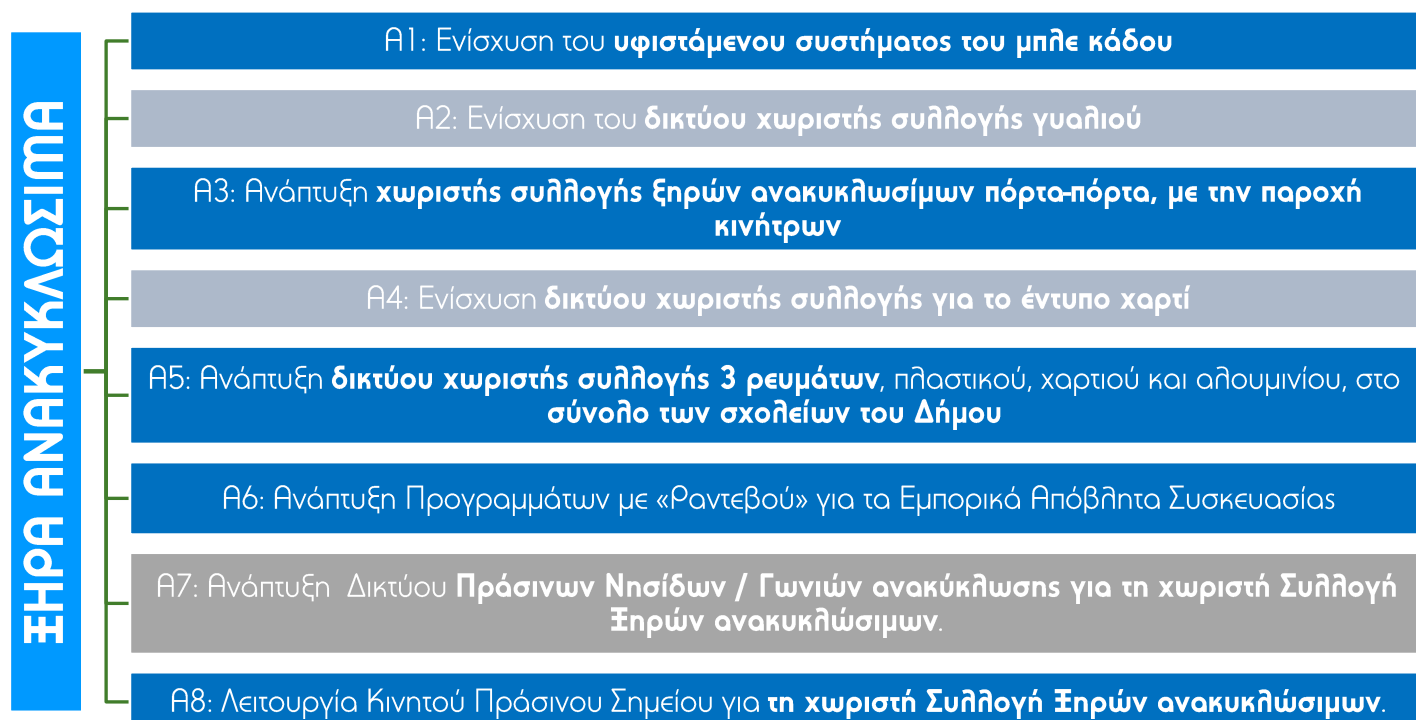 ΞΗΡΑ ΑΝΑΚΥΚΛΩΣΙΜΑ
Α1: Ενίσχυση του υφιστάμενου συστήματος του μπλε κάδου
Α2: Ενίσχυση του δικτύου χωριστής συλλογής γυαλιού
Α3: Ανάπτυξη χωριστής συλλογής ξηρών ανακυκλωσίμων πόρτα-πόρτα, με την παροχή
κινήτρων
Α4: Ενίσχυση δικτύου χωριστής συλλογής για το έντυπο χαρτί
Α5: Ανάπτυξη δικτύου χωριστής συλλογής 3 ρευμάτων, πλαστικού, χαρτιού και αλουμινίου, στο
σύνολο των σχολείων του Δήμου
Α6: Ανάπτυξη Προγραμμάτων με «Ραντεβού» για τα Εμπορικά Απόβλητα Συσκευασίας
Α7: Ανάπτυξη Δικτύου Πράσινων Νησίδων / Γωνιών ανακύκλωσης για τη χωριστή Συλλογή
Ξηρών ανακυκλώσιμων.
Α8: Λειτουργία Κινητού Πράσινου Σημείου για τη χωριστή Συλλογή Ξηρών ανακυκλώσιμων.